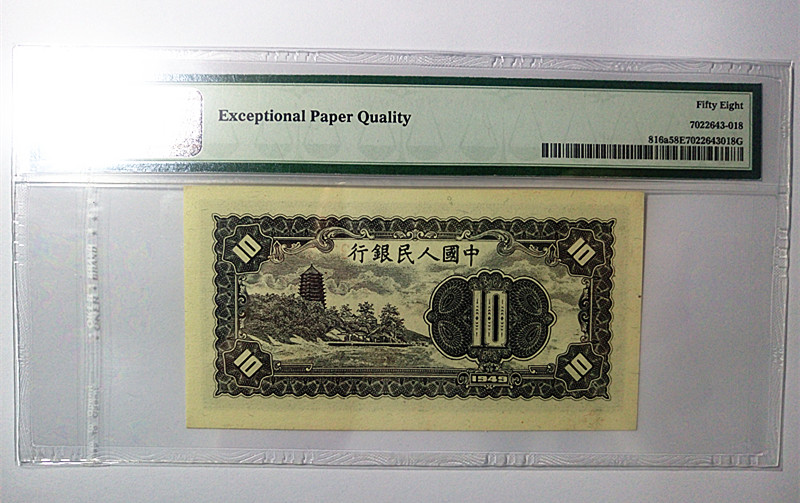 Exceptional Paper Quality
Fifty Eight
7022643-018
816a58E7022643018G
行銀民人國中
10
10
10
10
10
1949